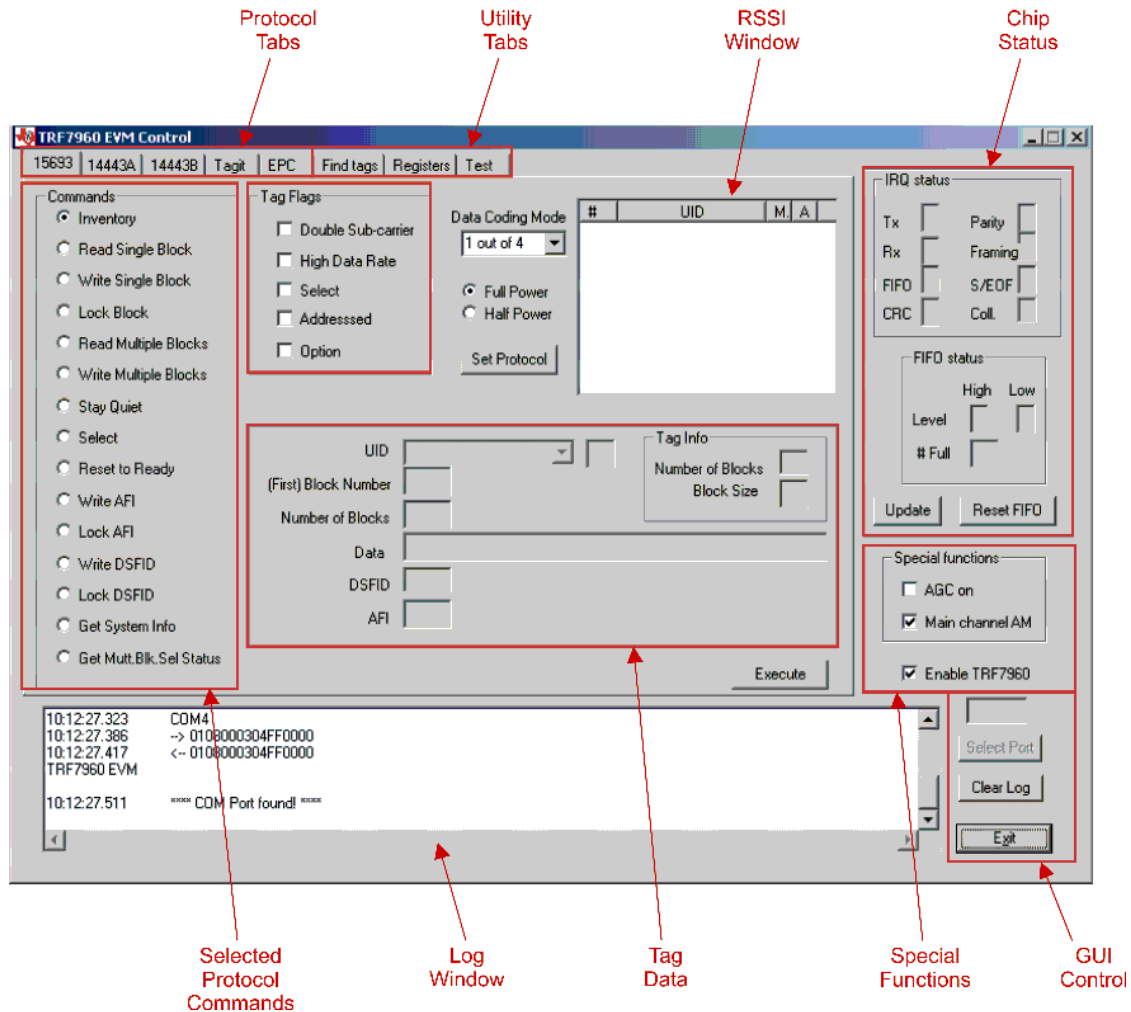 Protocol
Tabs
Utility
Tabs
RSSI
Window
Chip
Status
TRF7960 EVM Control
15693 14443A 14443B Tagit EPC Find tags Registers Test
Commands
Inventory
Read Single Block
Write Single Block
Lock Block
Read Multiple Blocks
Write Multiple Blocks
Stay Quiet
Select
Reset to Ready
Write AFI
Lock AFI
Write DSFID
Lock DSFID
Get System Info
Get Mutt.Blk.Sel Status
Tag Flags
Double Sub-carrier
High Data Rate
Select
Addresssed
Option
Data Coding Mode
1 out of 4
Full Power
Half Power
Set Protocol
# UID M. A
IRQ status
Tx Parity
Rx Framing
FIFO S/EOF
CRC Coll.
FIFO status
High Low
Level
# Full
Update Reset FIFO
UID
(First) Block Number
Number of Blocks
Data
DSFID
AFI
Tag Info
Number of Blocks
Block Size
Execute
Special functions
AGC on
Main channel AM
Enable TRF7960
10:12:27.323 COM4
10:12:27.386 --> 0108000304FF0000
10:12:27.417 <-- 0108000304FF0000
TRF7960 EVM
10:12:27.511 **** COM Port found! ****
Select Port
Clear Log
Exit
Selected
Protocol
Commands
Log
Window
Tag
Data
Special
Functions
GUI
Control